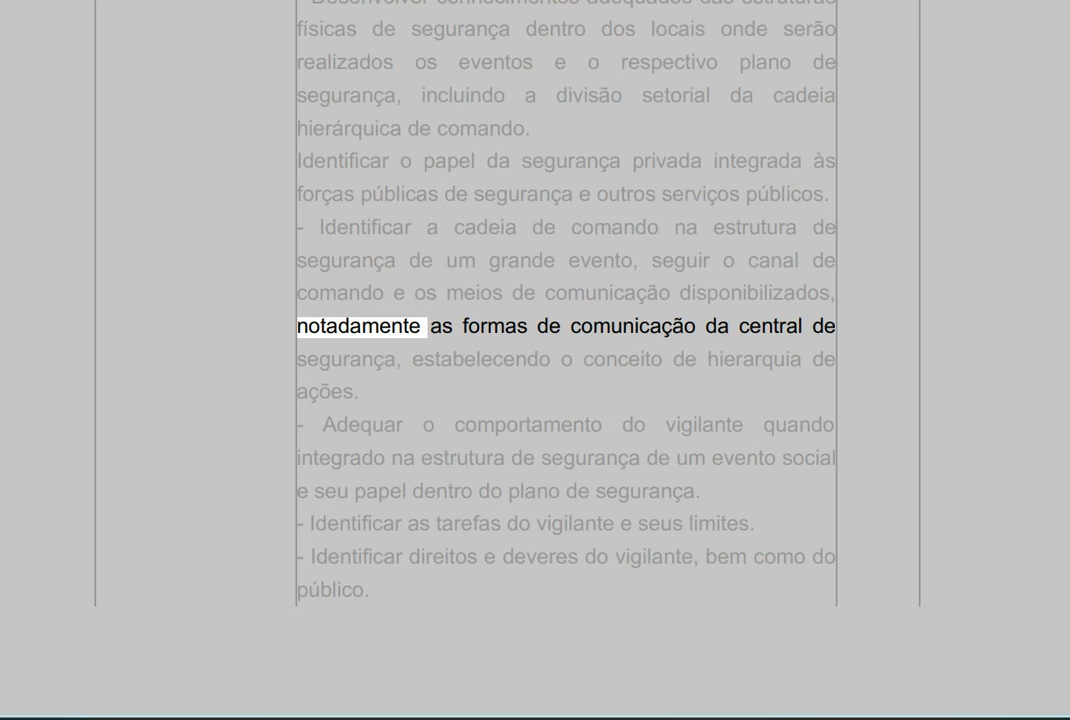 - Desenvolver conhecimentos adequados das estruturas
físicas de segurança dentro dos locais onde serão
realizados os eventos e o respectivo plano de
segurança, incluindo a divisão setorial da cadeia
hierárquica de comando.
Identificar o papel da segurança privada integrada às
forças públicas de segurança e outros serviços públicos.
- Identificar a cadeia de comando na estrutura de
segurança de um grande evento, seguir o canal de
comando e os meios de comunicação disponibilizados,
notadamente as formas de comunicação da central de
segurança, estabelecendo o conceito de hierarquia de
ações.
- Adequar o comportamento do vigilante quando
integrado na estrutura de segurança de um evento social
e seu papel dentro do plano de segurança.
- Identificar as tarefas do vigilante e seus limites.
- Identificar direitos e deveres do vigilante, bem como do
público.